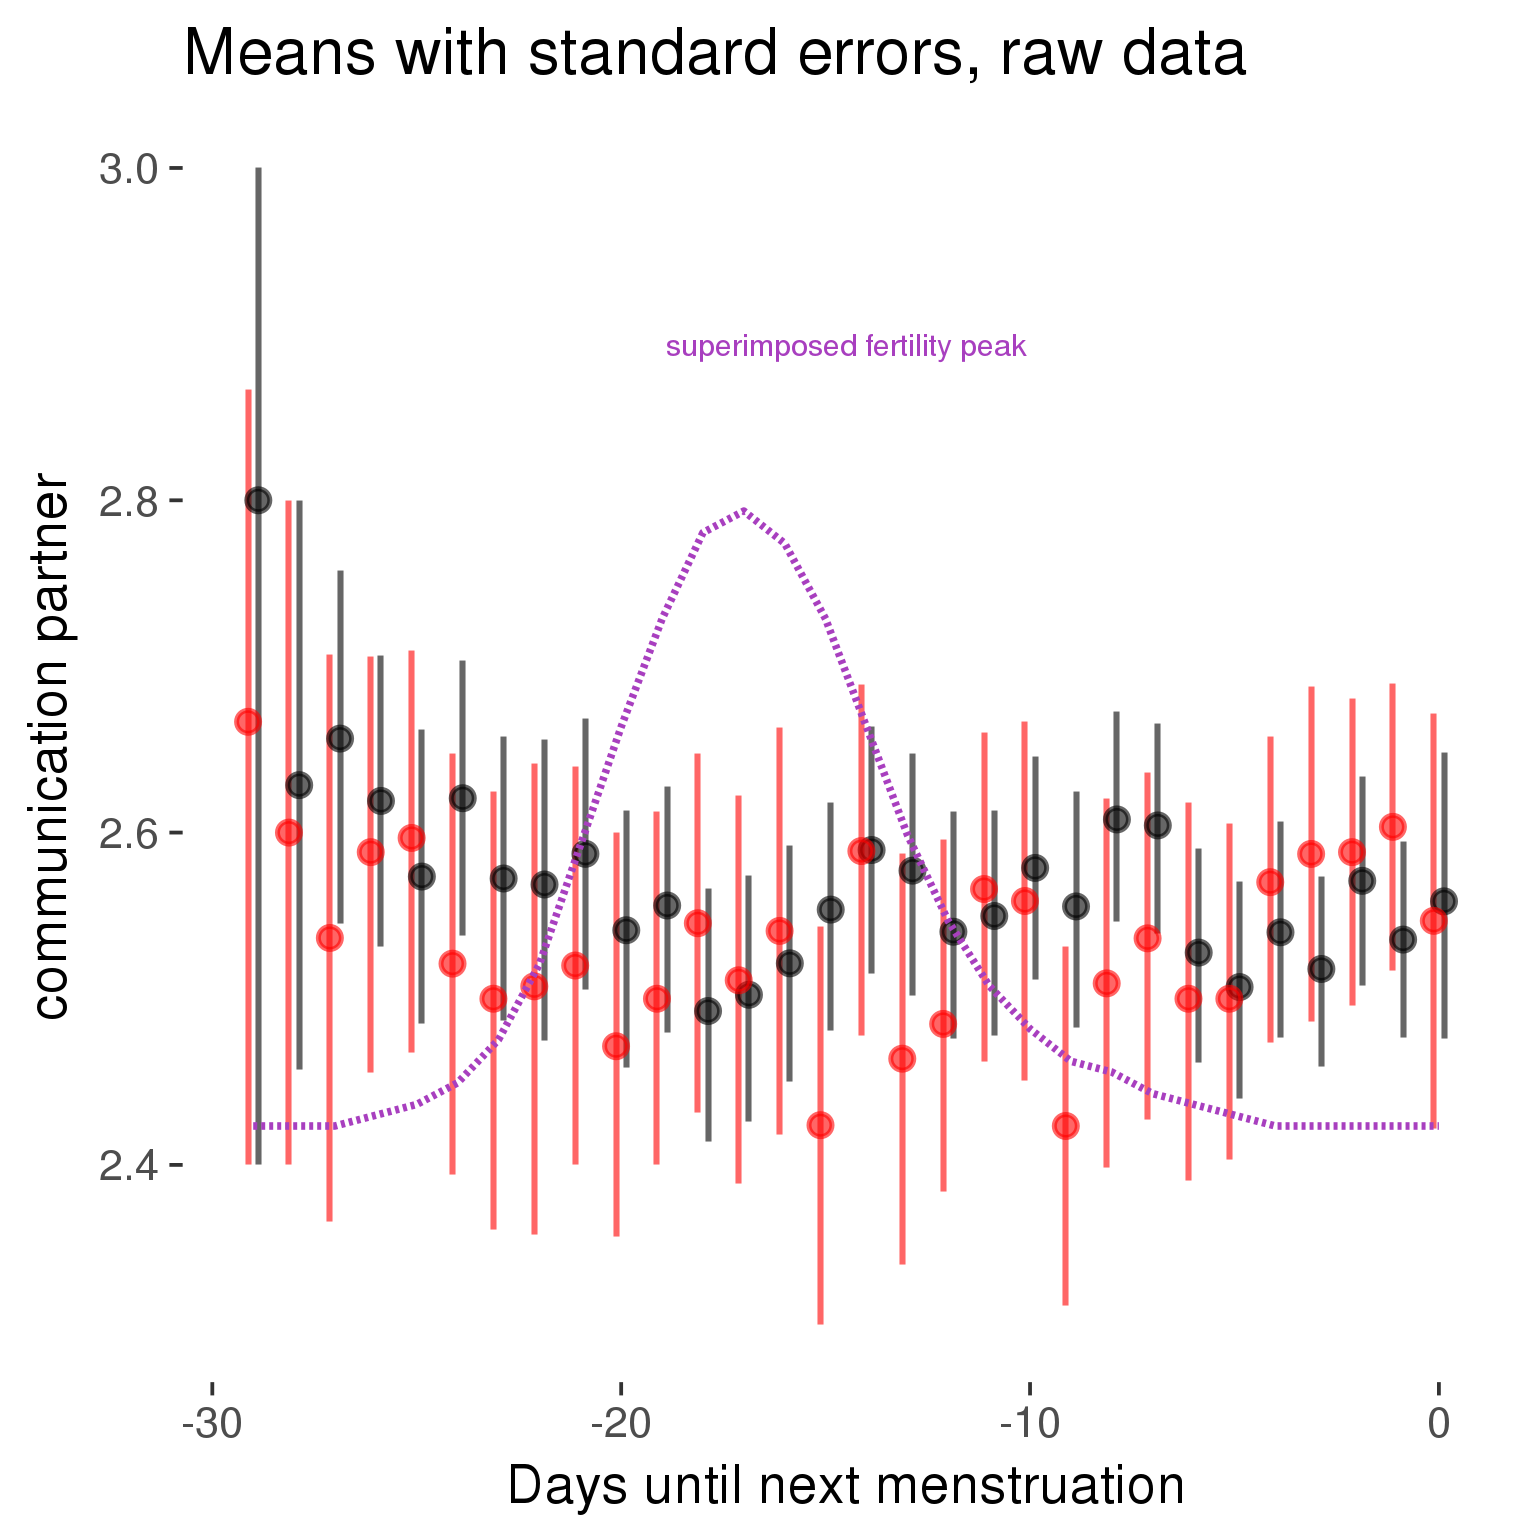 Means with standard errors, raw data
3.0
superimposed fertility peak
2.8
communication partner
2.6
2.4
-30
-20
-10
0
Days until next menstruation